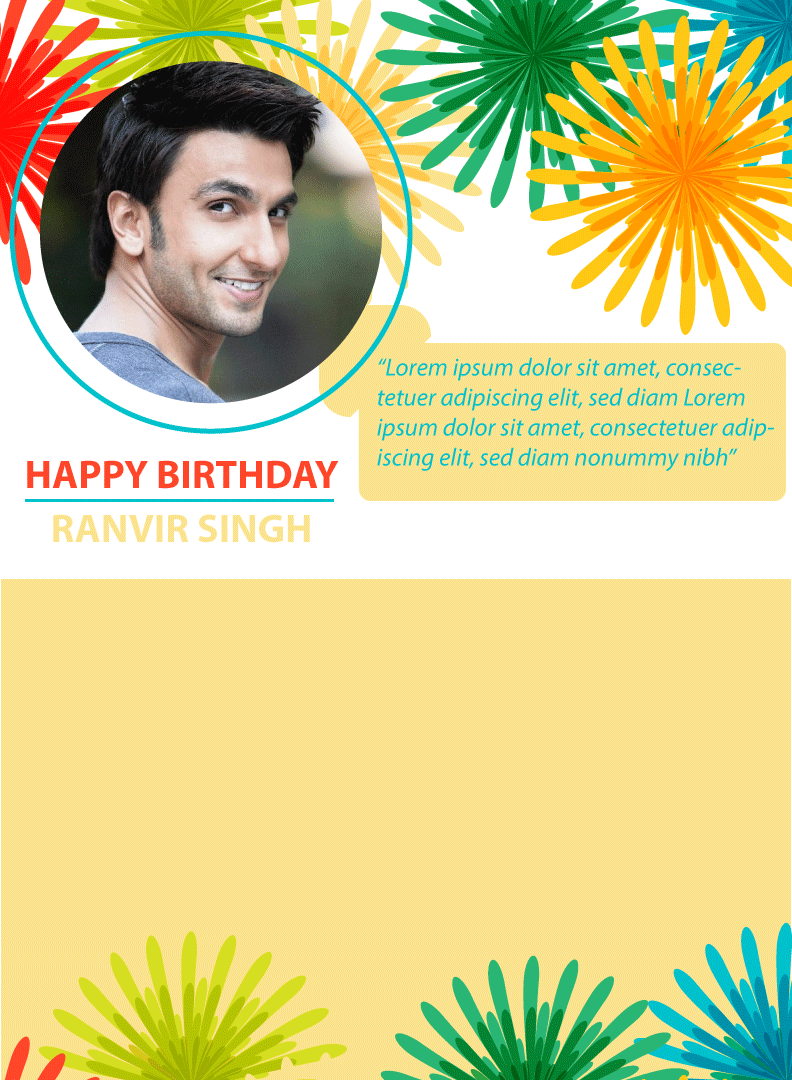 “Lorem ipsum dolor sit amet, consec-
tetuer adipiscing elit, sed diam Lorem
ipsum dolor sit amet, consectetuer adip-
iscing elit, sed diam nonummy nibh”
HAPPY BIRTHDAY
RANVIR SINGH